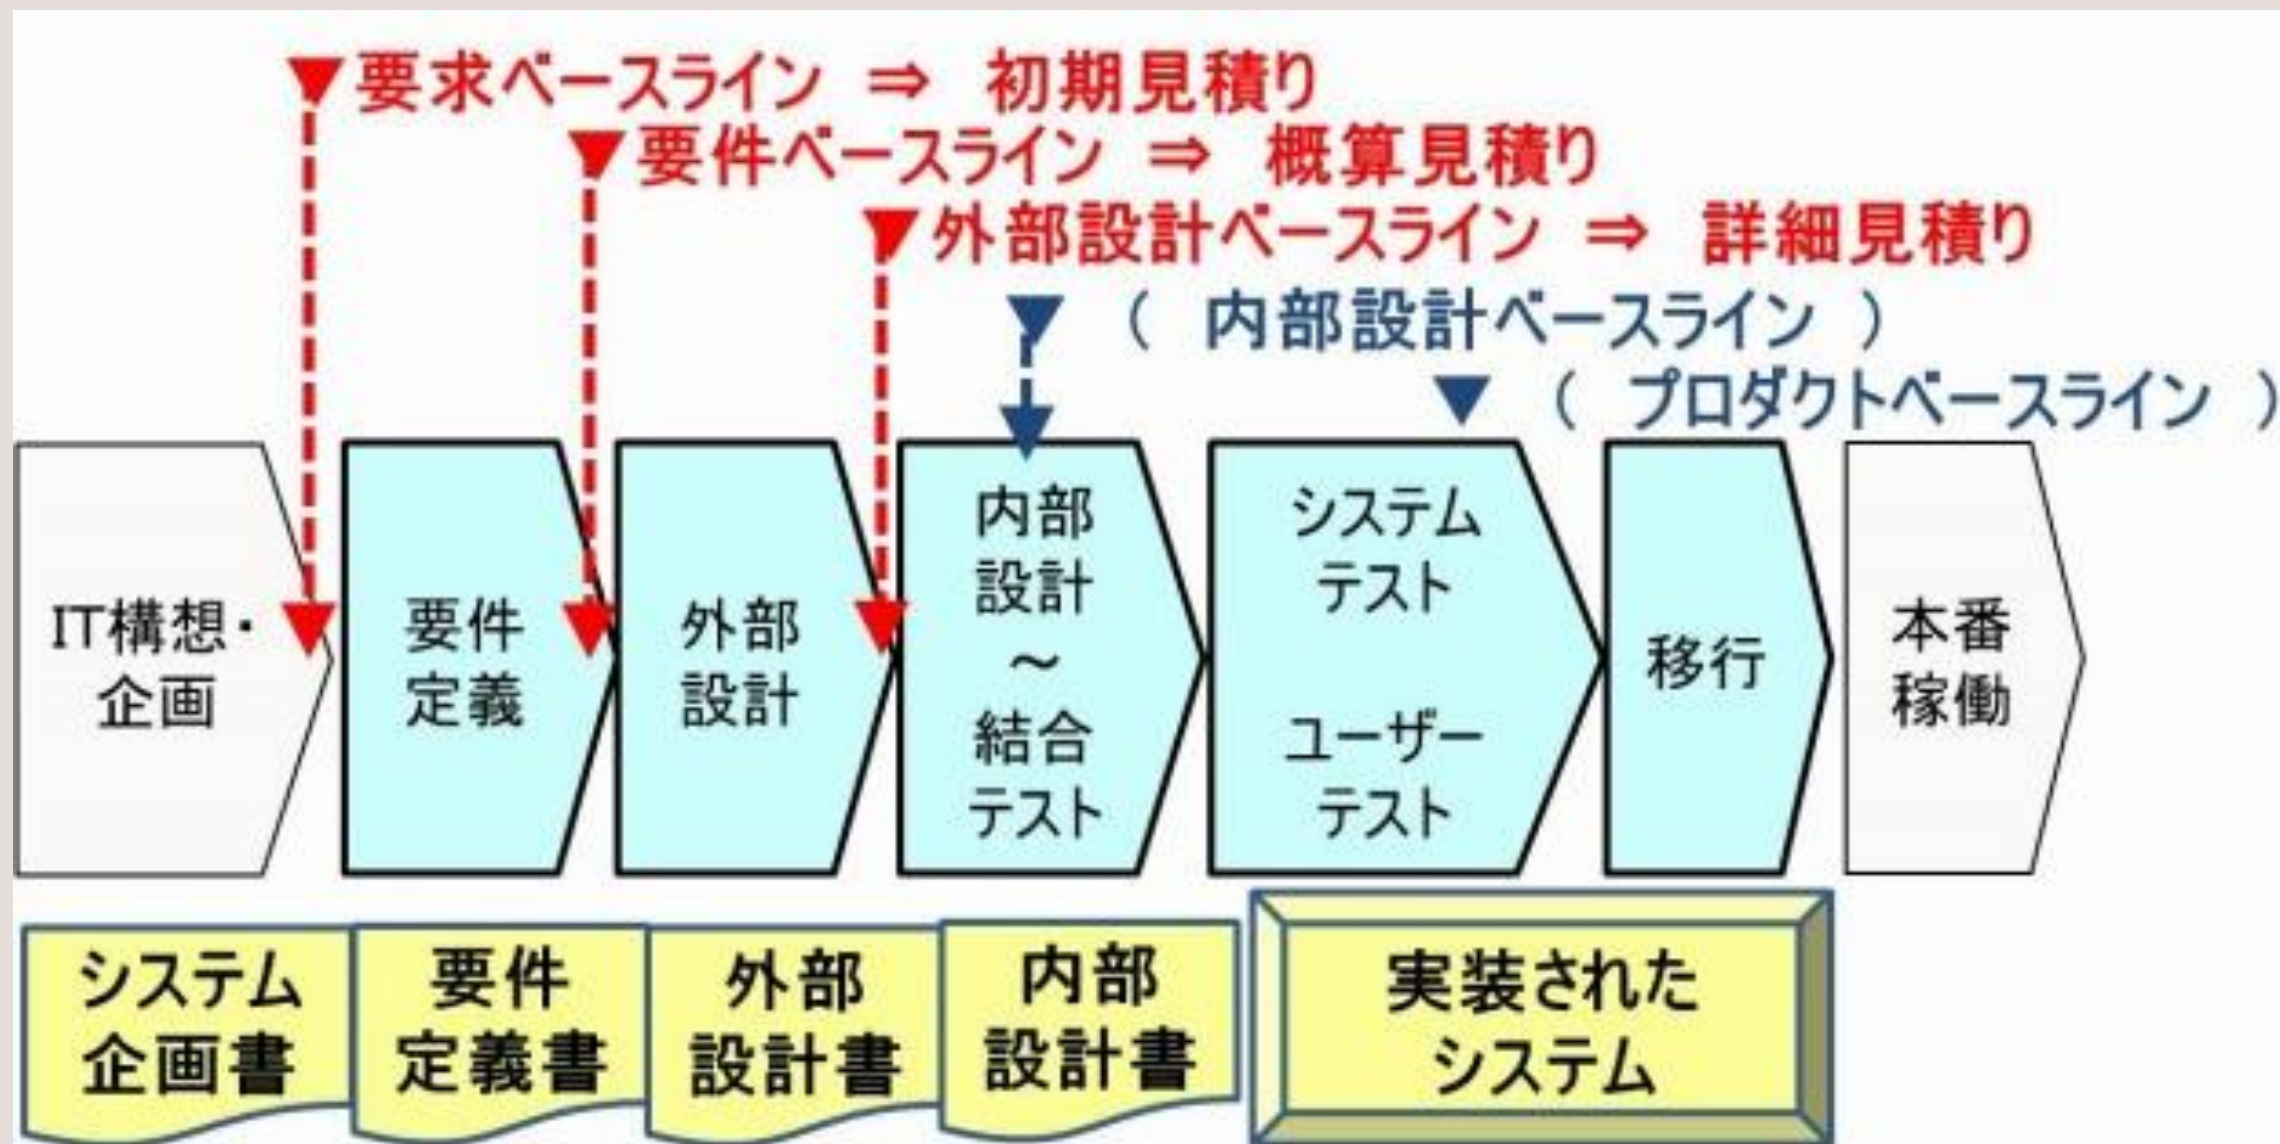 ▼要求ベースライン ⇒ 初期見積り
▼要件ベースライン ⇒ 概算見積り
▼外部設計ベースライン ⇒ 詳細見積り
▼ （ 内部設計ベースライン ）
▼ （ プロダクトベースライン ）
IT構想・
企画
要件
定義
外部
設計
内部
設計
～
結合
テスト
システム
テスト
ユーザー
テスト
移行
本番
稼働
システム
企画書
要件
定義書
外部
設計書
内部
設計書
実装された
システム